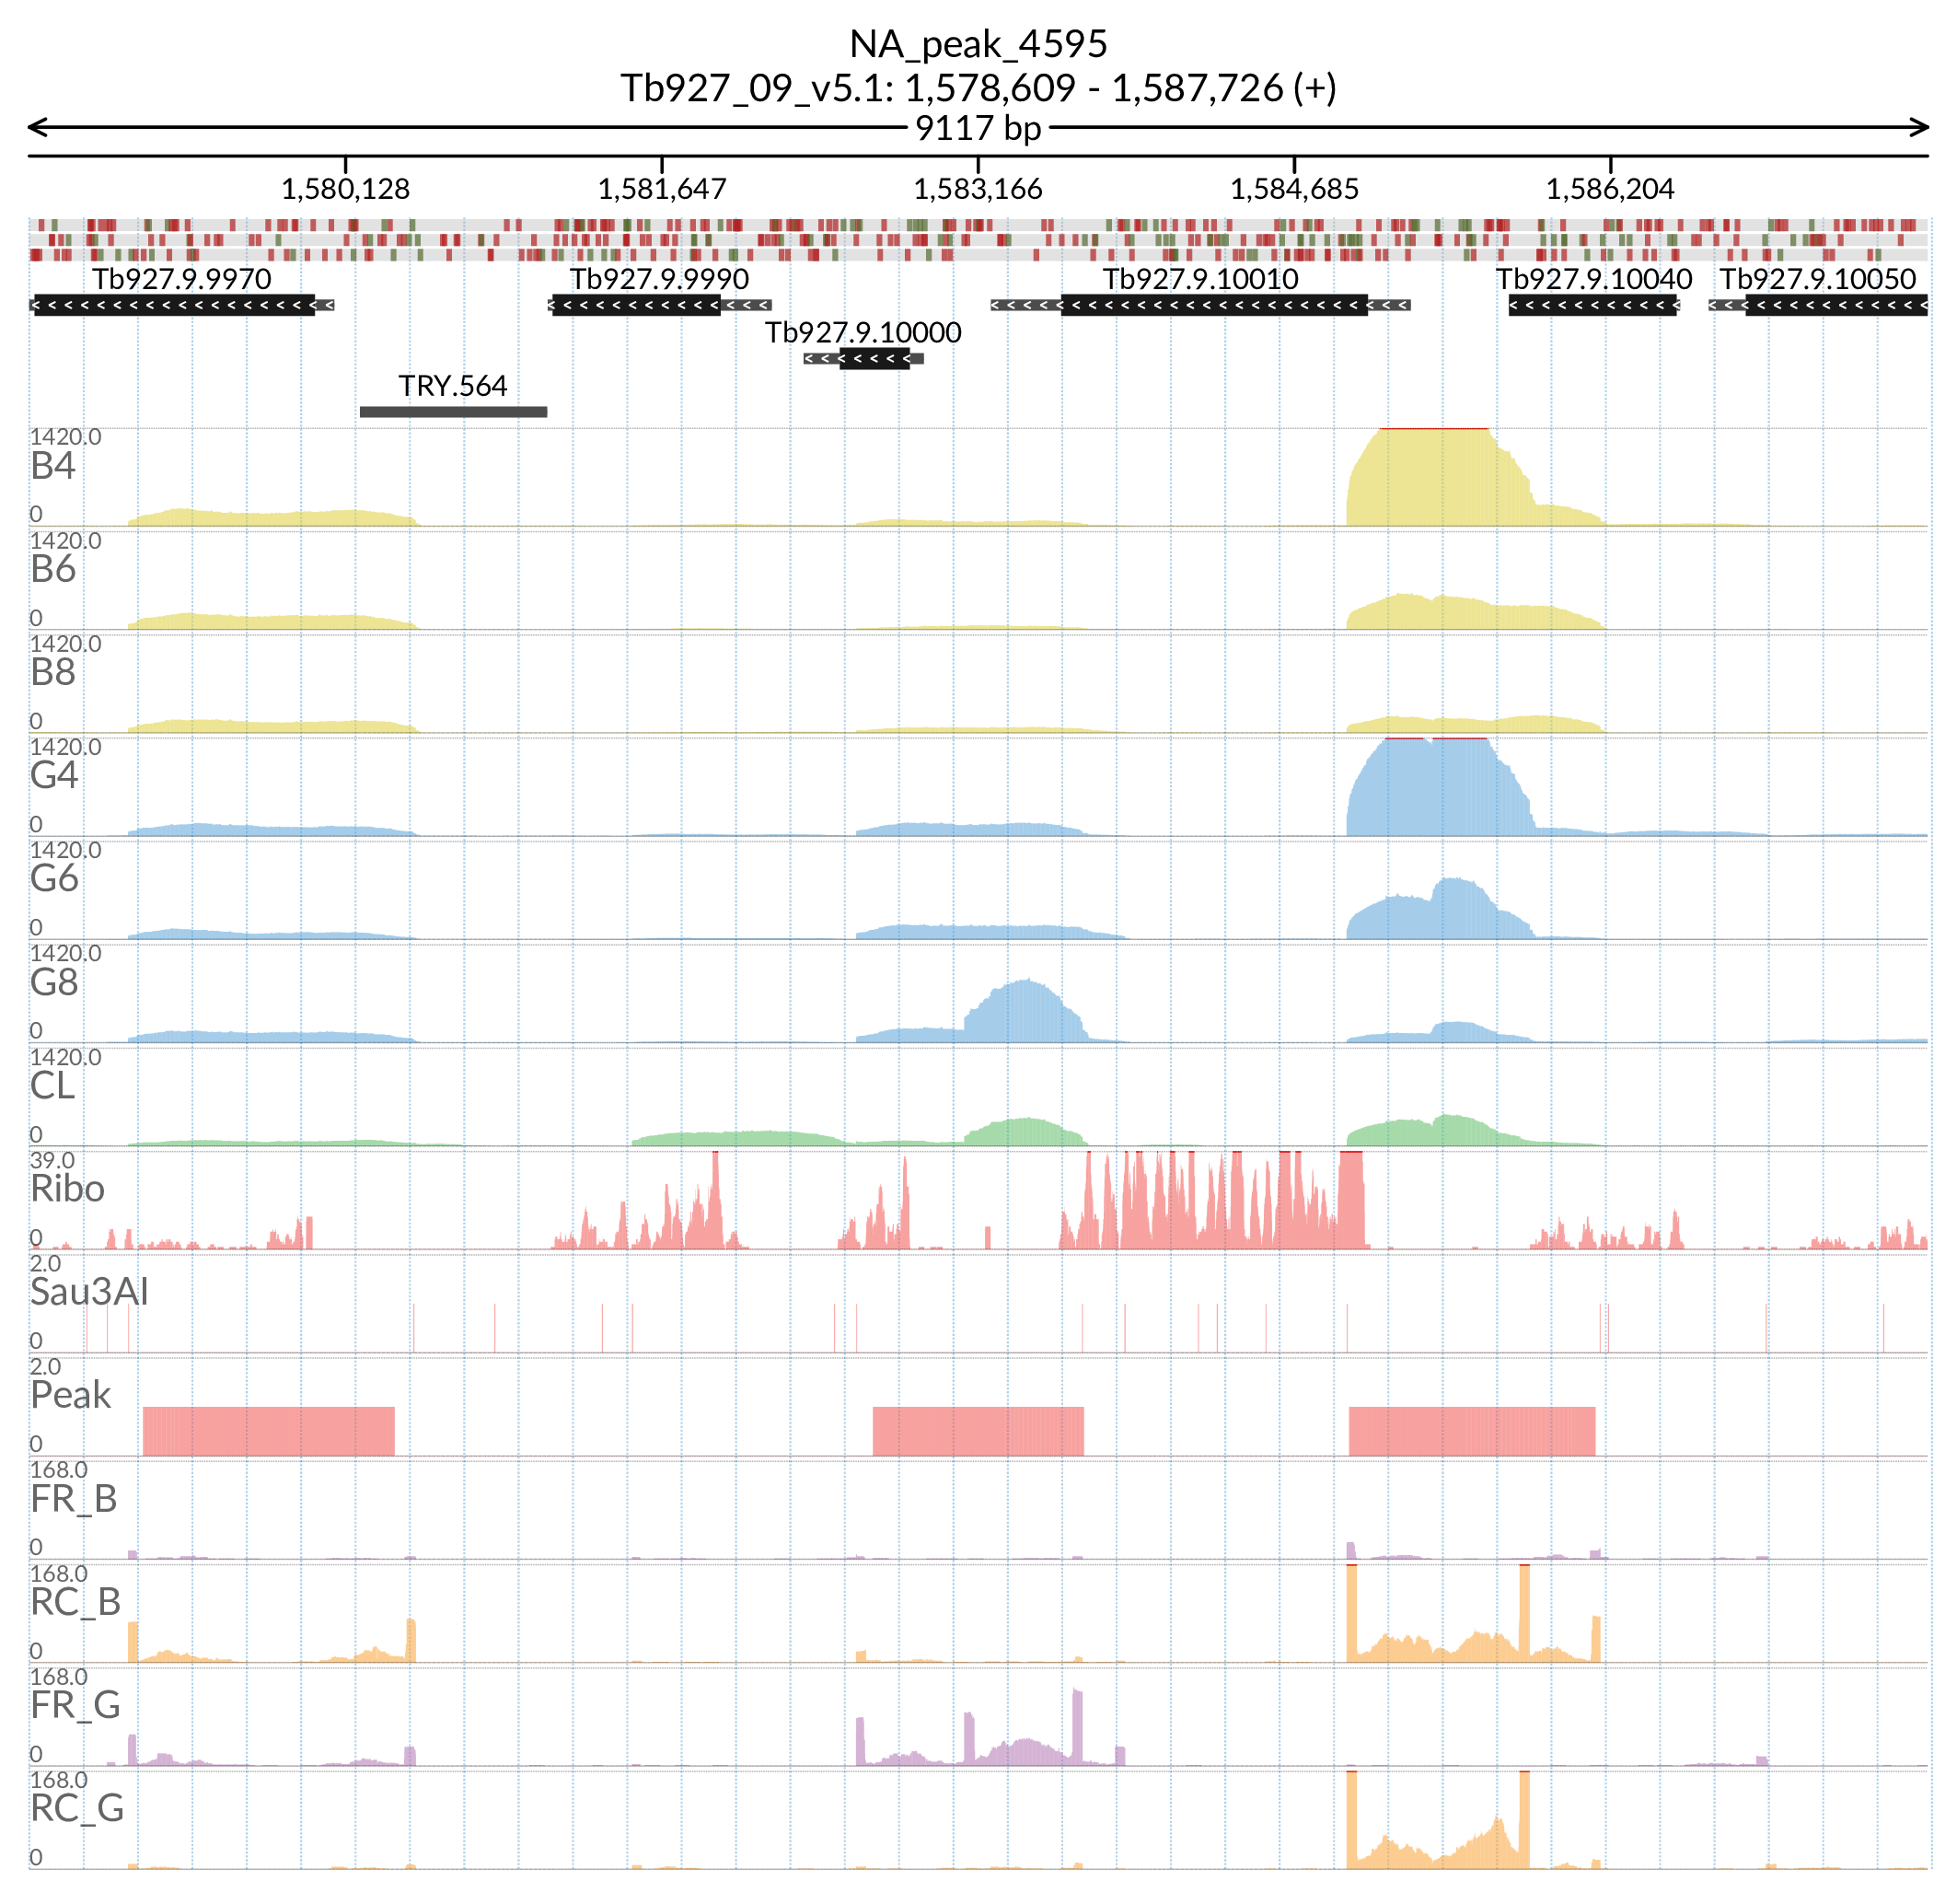 NA_peak_4595
Tb927_09_v5.1: 1,578,609 - 1,587,726 (+)
9117 bp
1,580,128 1,581,647 1,583,166 1,584,685 1,586,204
Tb927.9.9970 Tb927.9.9990 Tb927.9.10010 Tb927.9.10040 Tb927.9.10050
Tb927.9.10000
TRY.564
1420.0
B4
0
1420.0
B6
0
1420.0
B8
0
1420.0
G4
0
1420.0
G6
0
1420.0
G8
0
1420.0
CL
0
39.0
Ribo
0
2.0
Sau3AI
0
2.0
Peak
0
168.0
FR_B
0
168.0
RC_B
0
168.0
FR_G
0
168.0
RC_G
0